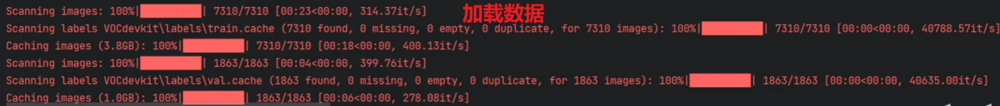 Scanning images: 100%|██████████| 7310/7310 [00:23<00:00, 314.37it/s]
加载数据
Scanning labels VOCdevkit\labels\train.cache (7310 found, 0 missing, 0 empty, 0 duplicate, for 7310 images): 100%|██████████| 7310/7310 [00:00<00:00, 40788.57it/s]
Caching images (3.8GB): 100%|██████████| 7310/7310 [00:18<00:00, 400.13it/s]
Scanning images: 100%|██████████| 1863/1863 [00:04<00:00, 399.76it/s]
Scanning labels VOCdevkit\labels\val.cache (1863 found, 0 missing, 0 empty, 0 duplicate, for 1863 images): 100%|██████████| 1863/1863 [00:00<00:00, 40635.00it/s]
Caching images (1.0GB): 100%|██████████| 1863/1863 [00:06<00:00, 278.08it/s]